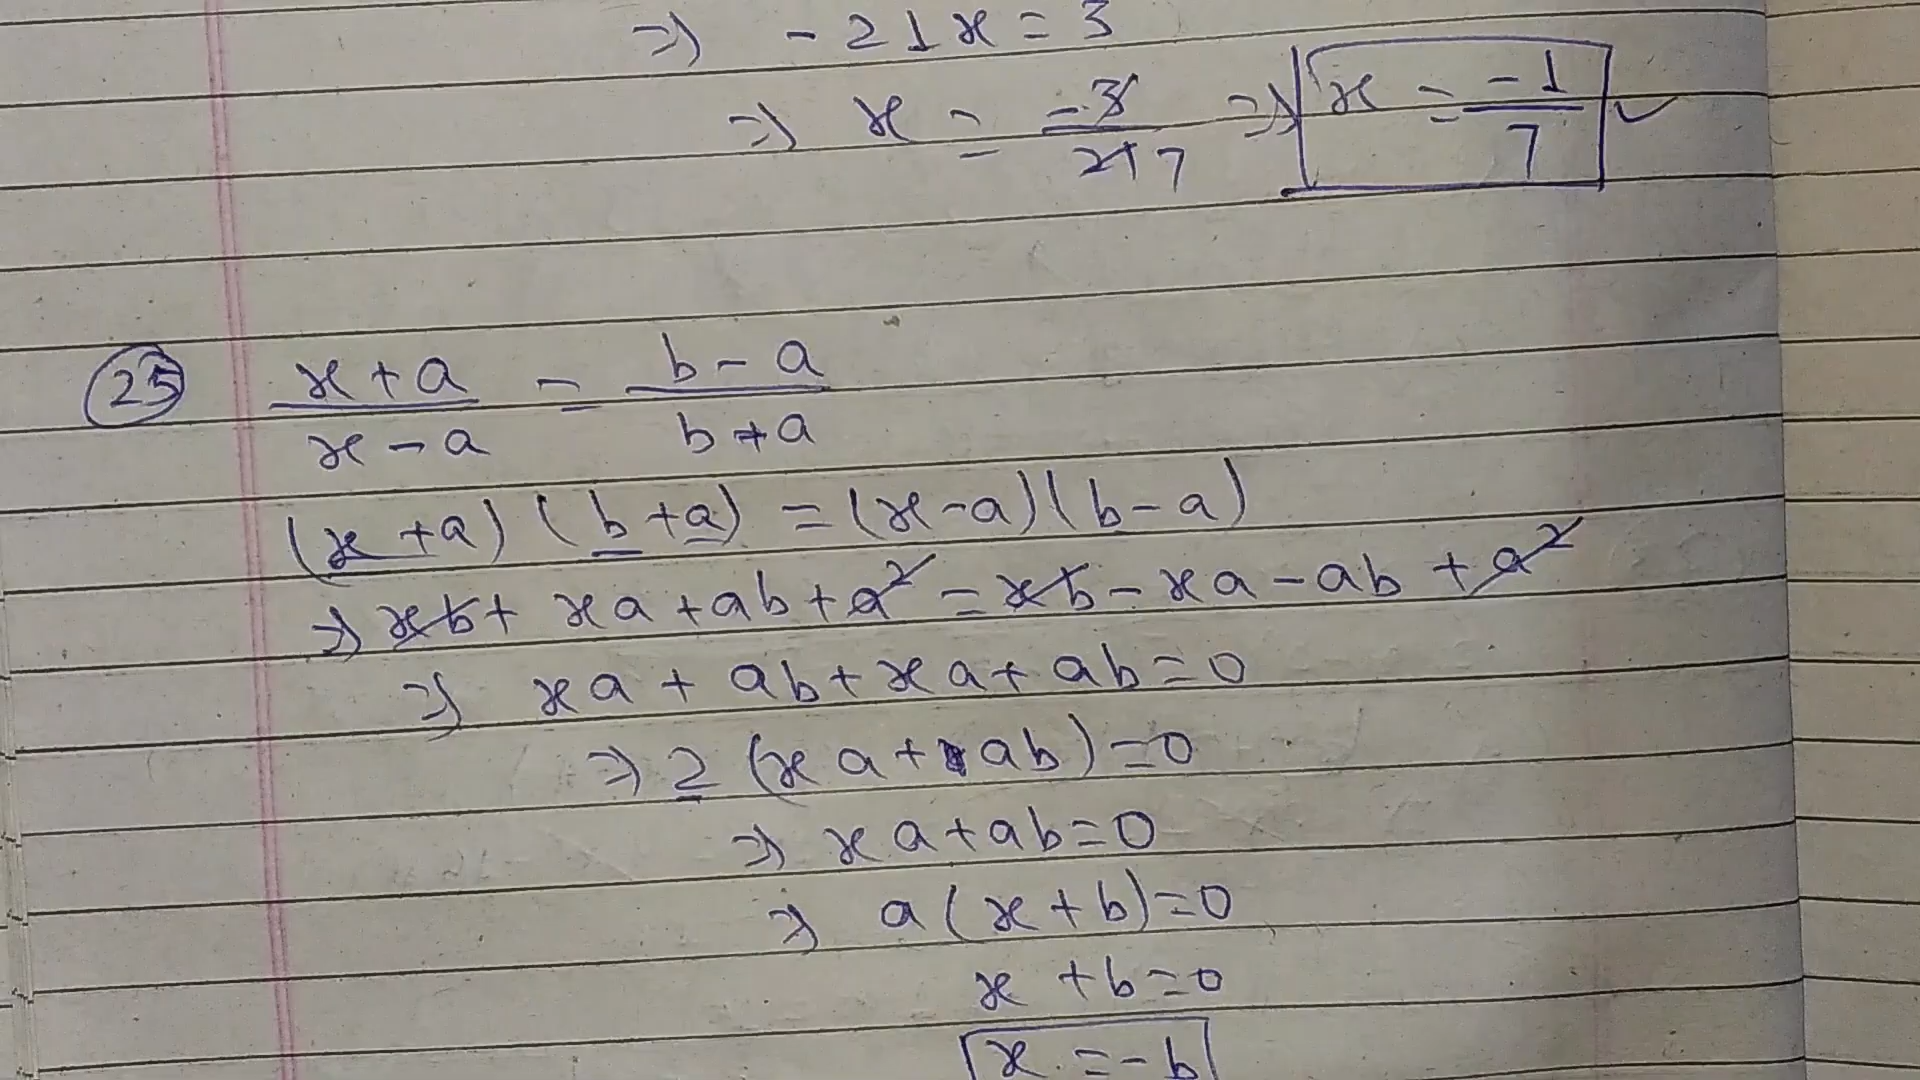 ⇒ -21x = 3
⇒ x = -3/21 7 ⇒ x = -1/7 ✓
(25) x+a/x-a = b-a/b+a
(x+a) (b+a) = (x-a)(b-a)
⇒ xb + xa + ab + a² = xb - xa - ab + a²
⇒ xa + ab + xa + ab = 0
⇒ 2 (xa + ab) = 0
⇒ xa + ab = 0
⇒ a (x + b) = 0
x + b = 0
x = -b